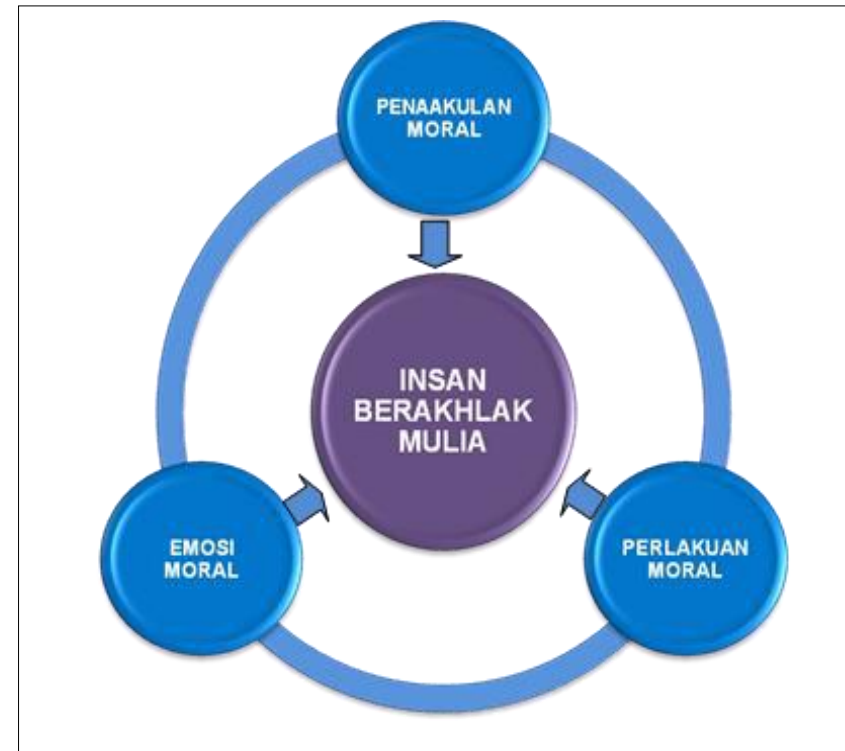 PENAAKULAN
MORAL
INSAN
BERAKHLAK
MULIA
EMOSI
MORAL
PERLAKUAN
MORAL